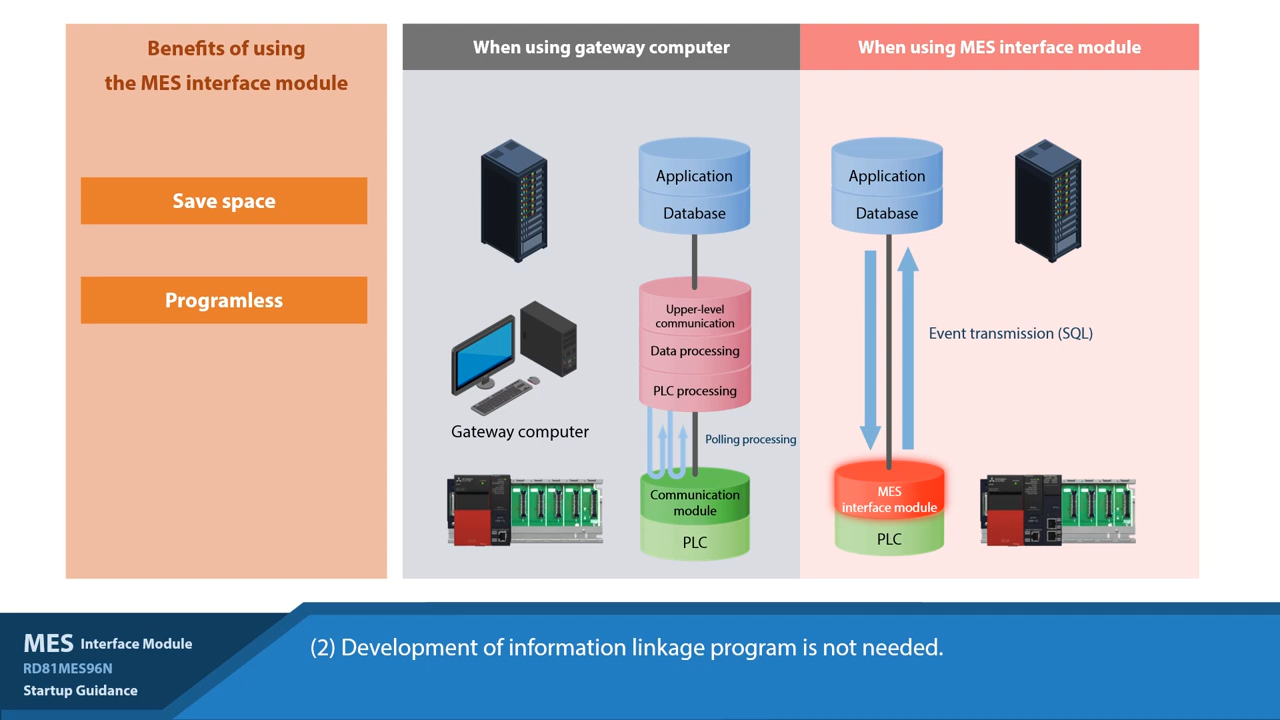 Benefits of using
the MES interface module
Save space
Programless
When using gateway computer
Application
Database
Upper-level
communication
Data processing
PLC processing
Gateway computer
Polling processing
Communication
module
PLC
When using MES interface module
Application
Database
Event transmission (SQL)
MES
interface module
PLC
MES Interface Module
RD81MES96N
Startup Guidance
(2) Development of information linkage program is not needed.